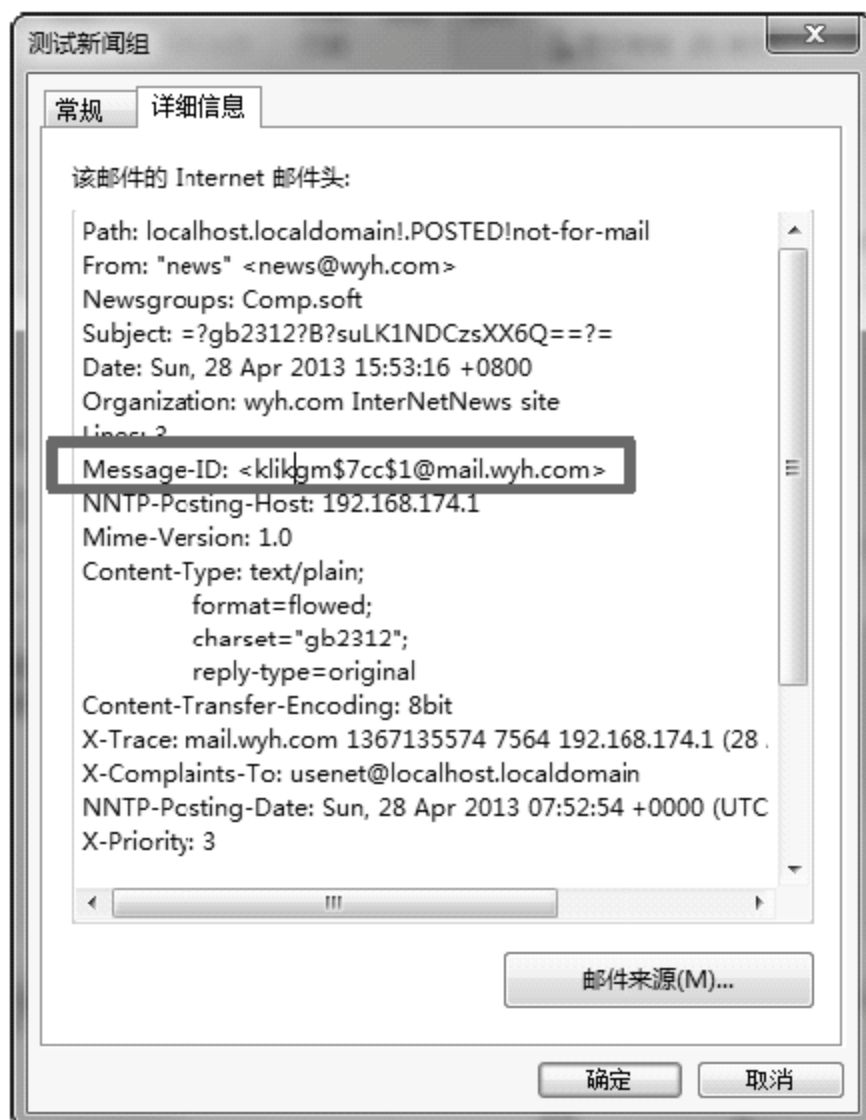 测试新闻组
常规
详细信息
该邮件的 Internet 邮件头:
Path: localhost.localdomain!.POSTED!not-for-mail
From: "news" <news@wyh.com>
Newsgroups: Comp.soft
Subject: =?gb2312?B?suLK1NDCzsXX6Q==?=
Date: Sun, 28 Apr 2013 15:53:16 +0800
Organization: wyh.com InterNetNews site
Lines: 3
Message-ID: <klikgm$7cc$1@mail.wyh.com>
NNTP-Posting-Host: 192.168.174.1
Mime-Version: 1.0
Content-Type: text/plain;
format=flowed;
charset="gb2312";
reply-type=original
Content-Transfer-Encoding: 8bit
X-Trace: mail.wyh.com 1367135574 7564 192.168.174.1 (28 .
X-Complaints-To: usenet@localhost.localdomain
NNTP-Posting-Date: Sun, 28 Apr 2013 07:52:54 +0000 (UTC
X-Priority: 3
邮件来源(M)...
确定
取消